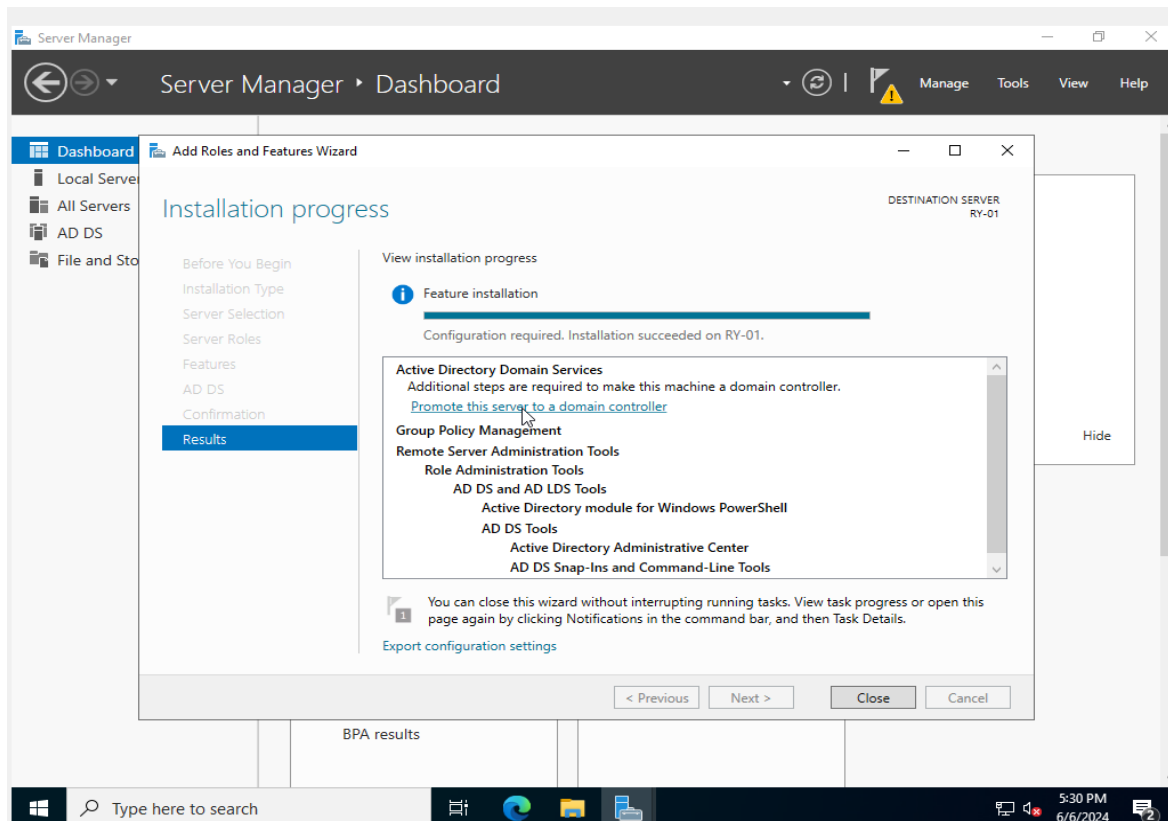 Server Manager
Server Manager ‣ Dashboard
Manage Tools View Help
Dashboard
Local Server
All Servers
AD DS
File and Sto
Add Roles and Features Wizard
Installation progress
DESTINATION SERVER
RY-01
Before You Begin
Installation Type
Server Selection
Server Roles
Features
AD DS
Confirmation
Results
View installation progress
Feature installation
Configuration required. Installation succeeded on RY-01.
Active Directory Domain Services
Additional steps are required to make this machine a domain controller.
Promote this server to a domain controller
Group Policy Management
Remote Server Administration Tools
Role Administration Tools
AD DS and AD LDS Tools
Active Directory module for Windows PowerShell
AD DS Tools
Active Directory Administrative Center
AD DS Snap-Ins and Command-Line Tools
1
You can close this wizard without interrupting running tasks. View task progress or open this
page again by clicking Notifications in the command bar, and then Task Details.
Export configuration settings
< Previous
Next >
Close
Cancel
Hide
BPA results
Type here to search
5:30 PM
6/6/2024
2